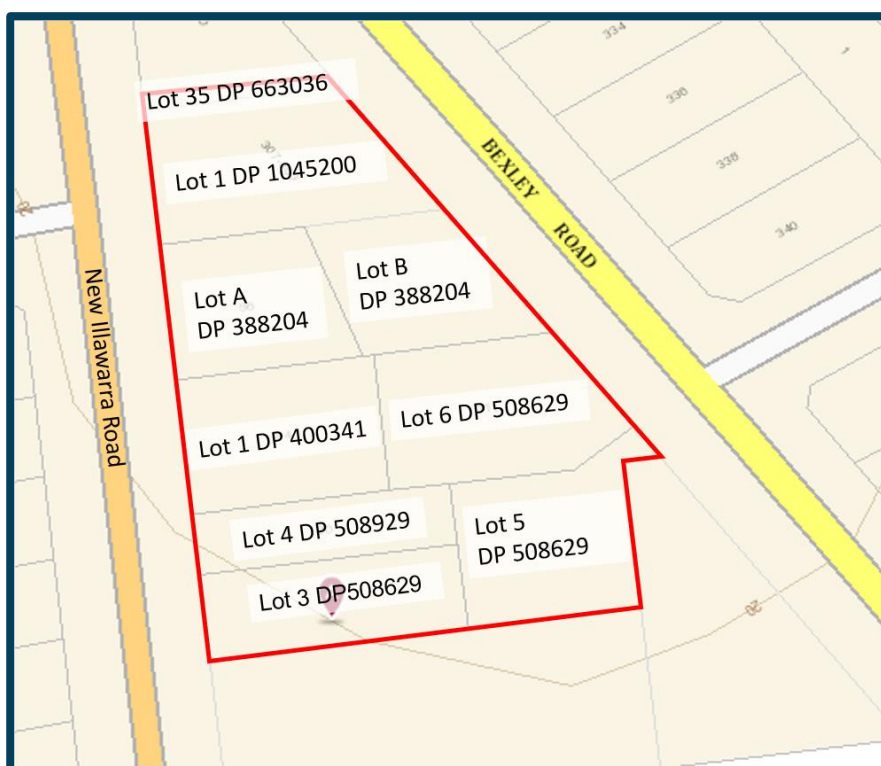 334
336
338
340
BEXLEY ROAD
New Illawarra Road
Lot 35 DP 663036
Lot 1 DP 1045200
Lot A
DP 388204
Lot B
DP 388204
Lot 1 DP 400341
Lot 6 DP 508629
Lot 4 DP 508929
Lot 5
DP 508629
Lot 3 DP508629
20